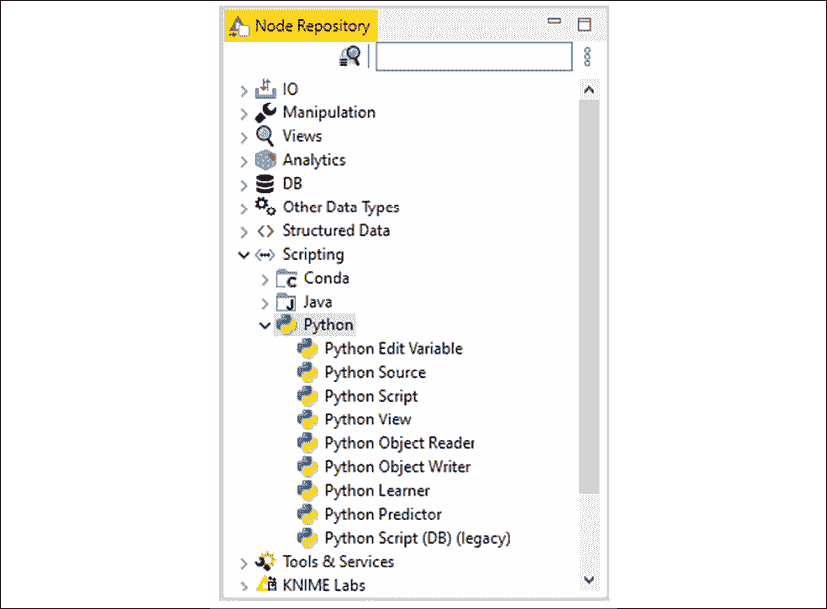 Node Repository
IO
Manipulation
Views
Analytics
DB
Other Data Types
Structured Data
Scripting
Conda
Java
Python
Python Edit Variable
Python Source
Python Script
Python View
Python Object Reader
Python Object Writer
Python Learner
Python Predictor
Python Script (DB) (legacy)
Tools & Services
KNIME Labs